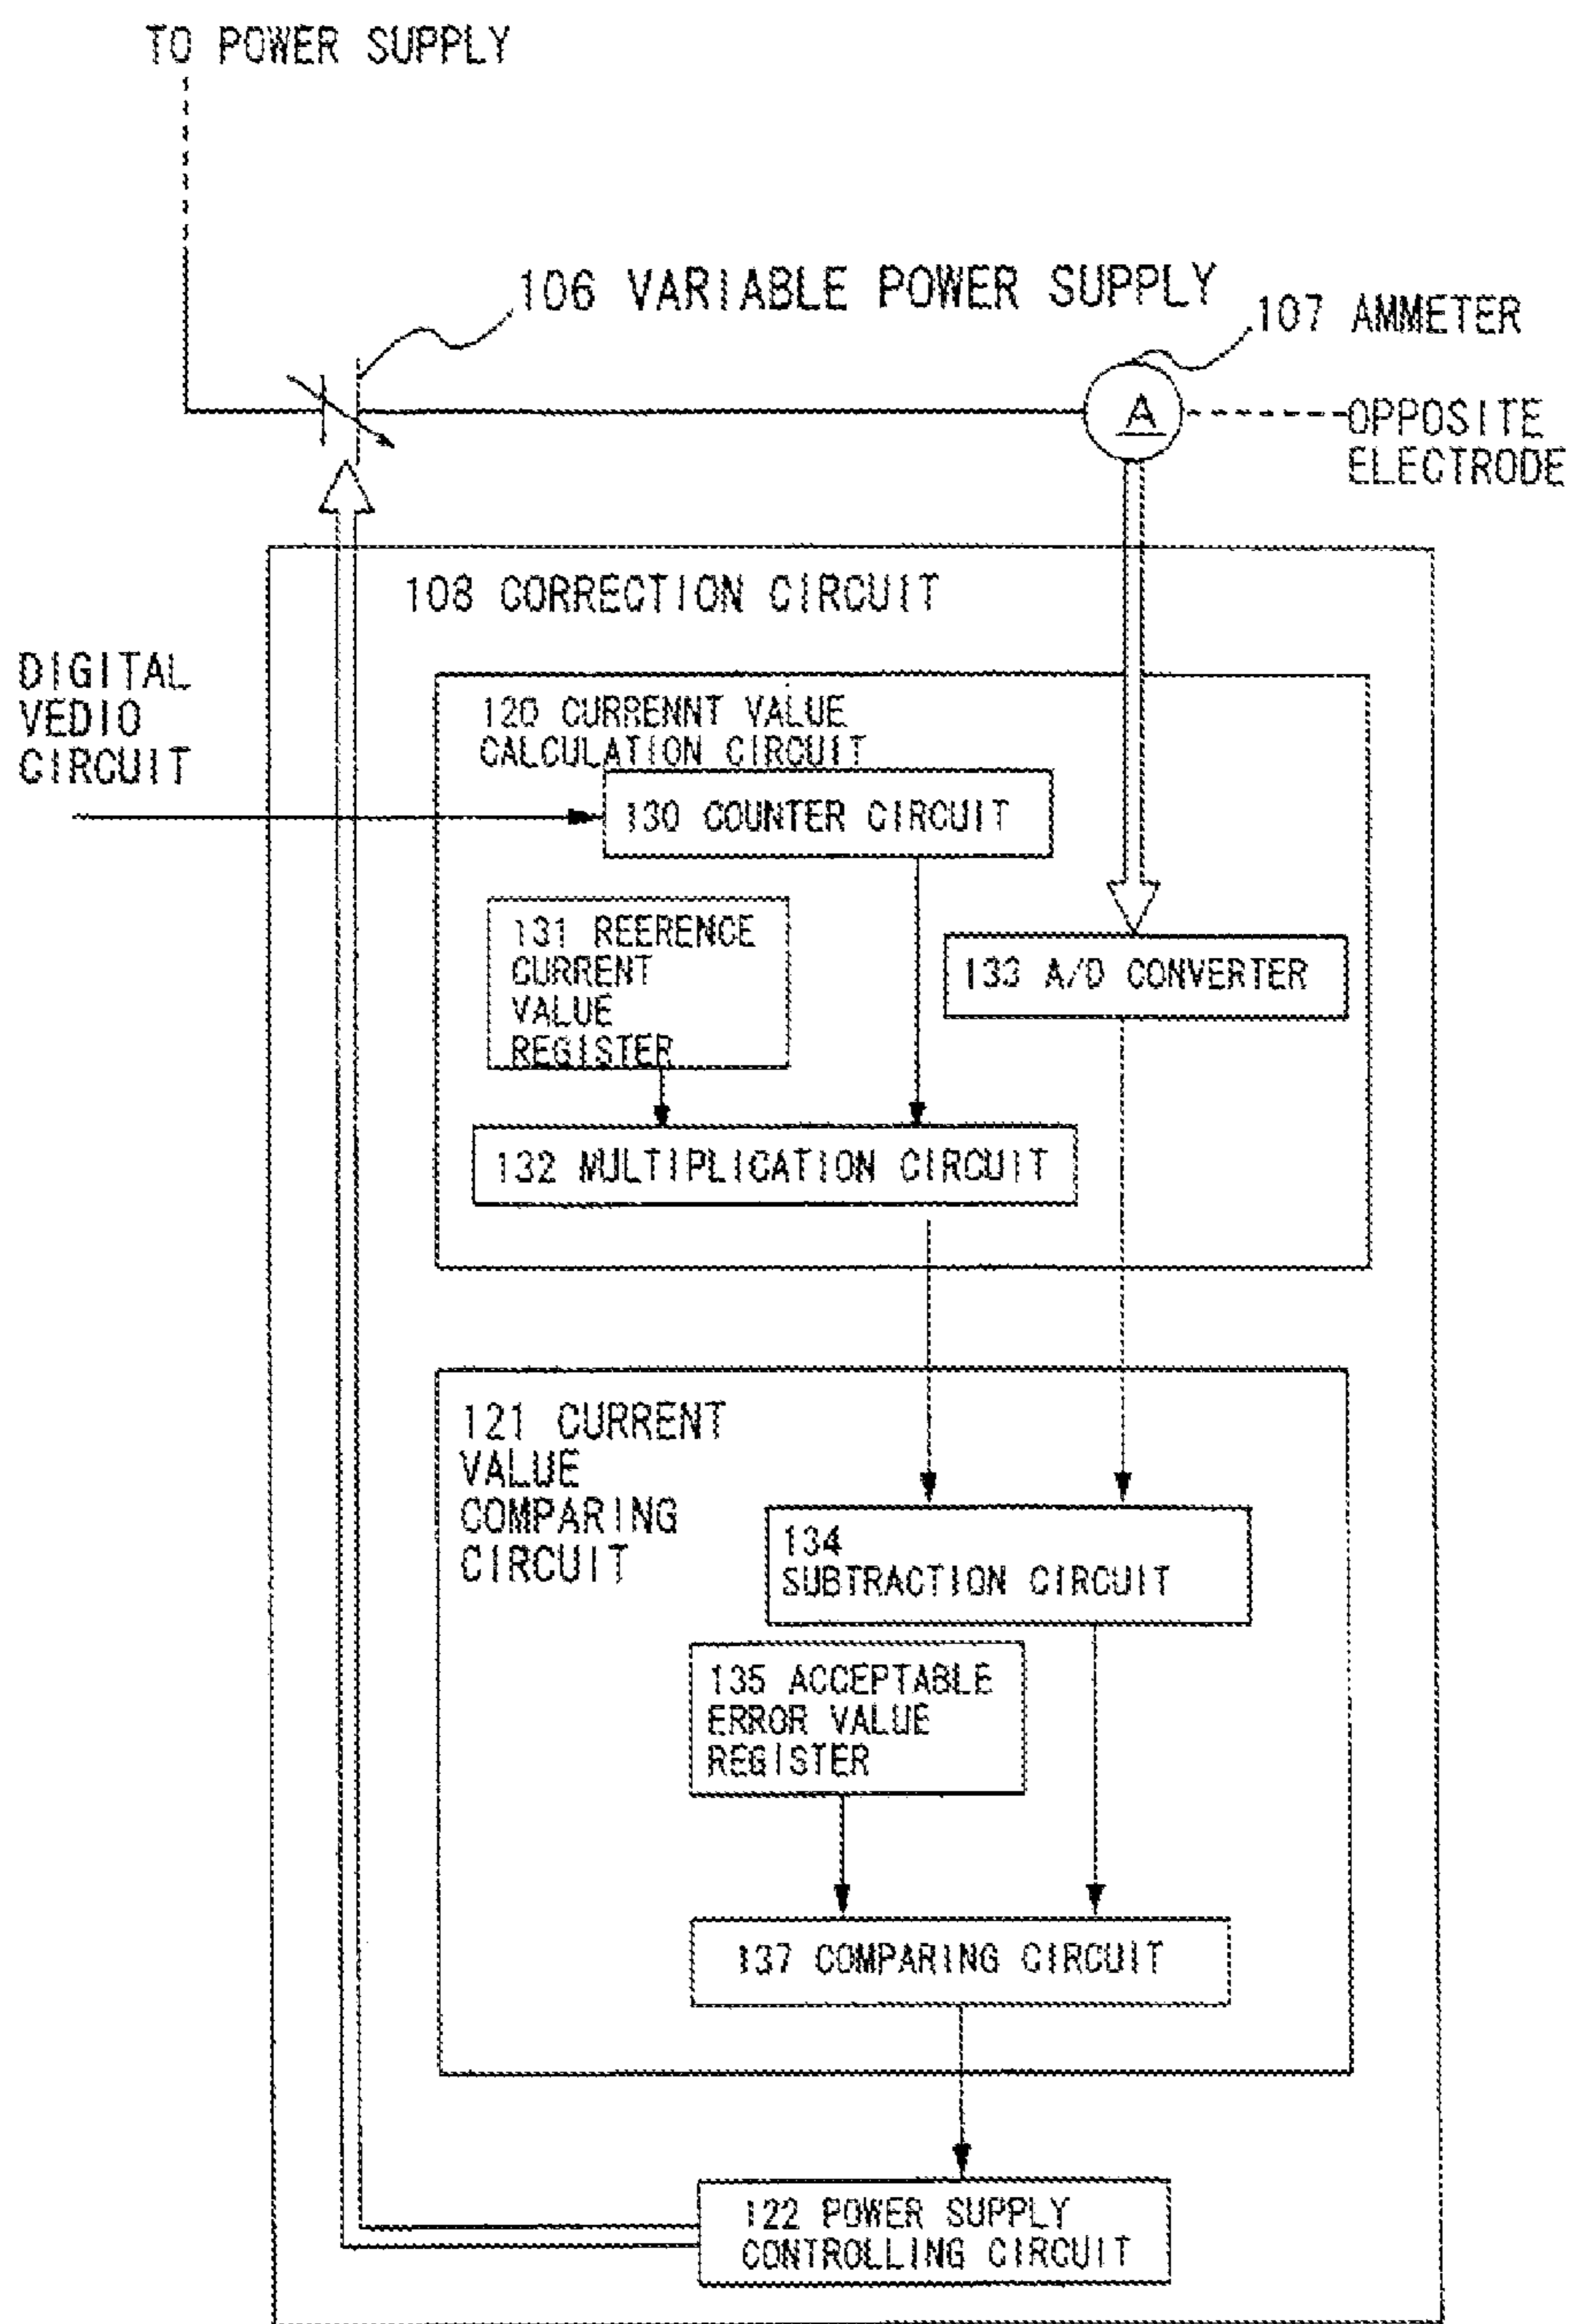 TO POWER SUPPLY
106 VARIABLE POWER SUPPLY
107 AMMETER
A
OPPOSITE
ELECTRODE
108 CORRECTION CIRCUIT
DIGITAL
VEDIO
CIRCUIT
120 CURRENNT VALUE
CALCULATION CIRCUIT
130 COUNTER CIRCUIT
131 REERENCE
CURRENT
VALUE
REGISTER
133 A/D CONVERTER
132 MULTIPLICATION CIRCUIT
121 CURRENT
VALUE
COMPARING
CIRCUIT
134
SUBTRACTION CIRCUIT
135 ACCEPTABLE
ERROR VALUE
REGISTER
137 COMPARING CIRCUIT
122 POWER SUPPLY
CONTROLLING CIRCUIT